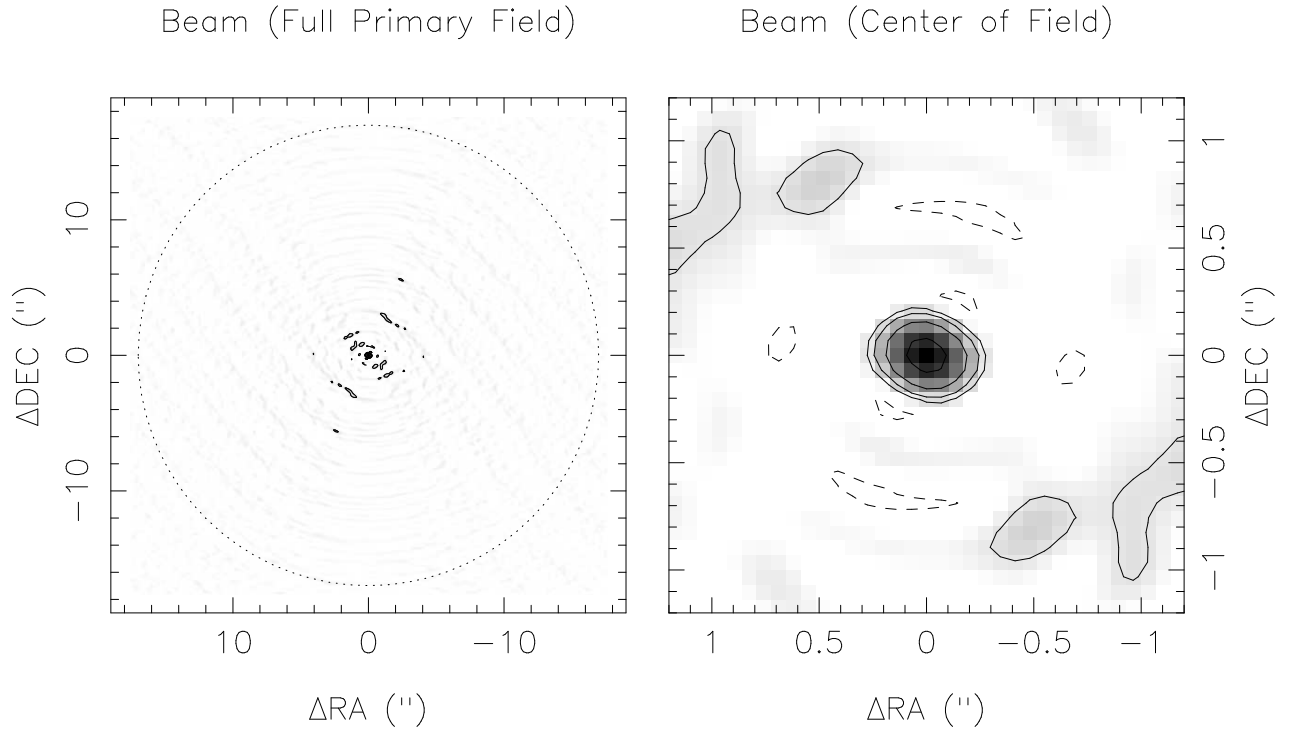 Beam (Full Primary Field)
Beam (Center of Field)
ΔDEC (")
10
0
−10
10
0
−10
ΔRA (")
1
0.5
0
−0.5
−1
ΔDEC (")
1
0.5
0
−0.5
−1
ΔRA (")